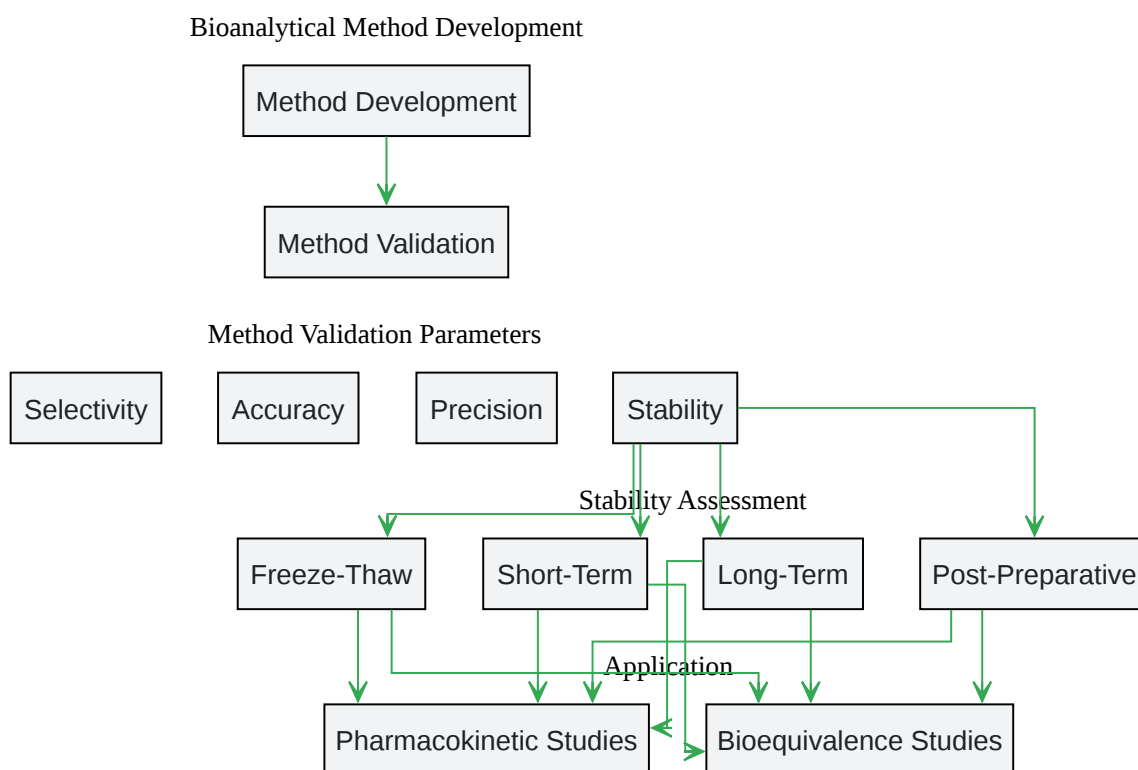 Bioanalytical Method Development
Method Development
Method Validation
Method Validation Parameters
Selectivity
Accuracy
Precision
Stability
Stability Assessment
Freeze-Thaw
Short-Term
Long-Term
Post-Preparative
Application
Pharmacokinetic Studies
Bioequivalence Studies